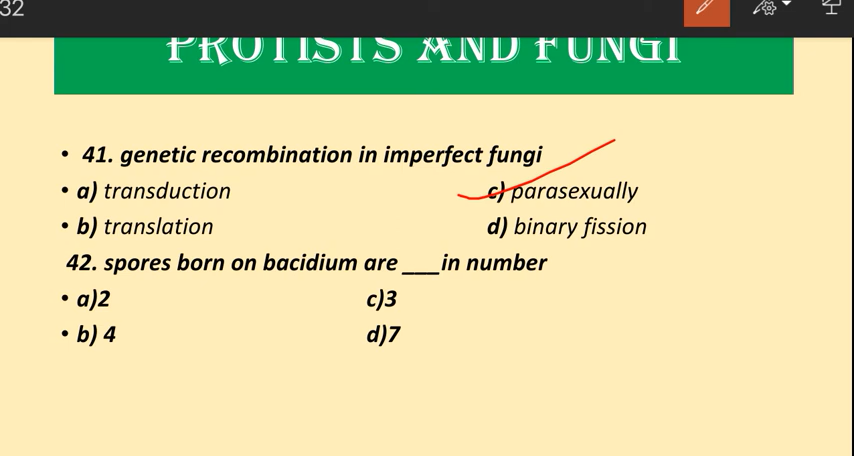 32
PROTISTS AND FUNGI
• 41. genetic recombination in imperfect fungi
• a) transduction c) parasexually
• b) translation d) binary fission
42. spores born on bacidium are ___in number
• a)2 c)3
• b) 4 d)7